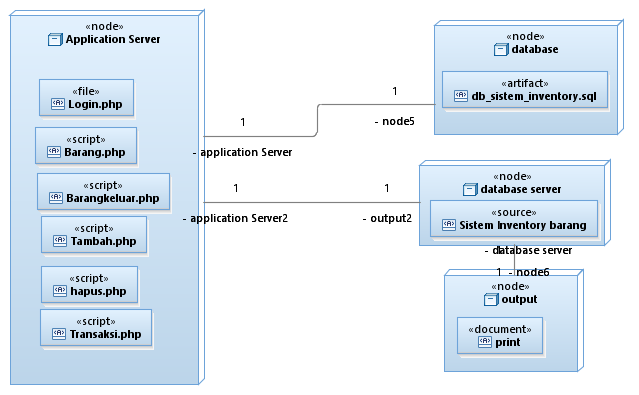 «node»
Application Server
«file»
Login.php
«script»
Barang.php
«script»
Barangkeluar.php
«script»
Tambah.php
«script»
hapus.php
«script»
Transaksi.php
1
- application Server
1
- node5
1
- application Server2
1
- output2
«node»
database
«artifact»
db_sistem_inventory.sql
«node»
database server
«source»
Sistem Inventory barang
- database server
1
1
- node6
«node»
output
«document»
print